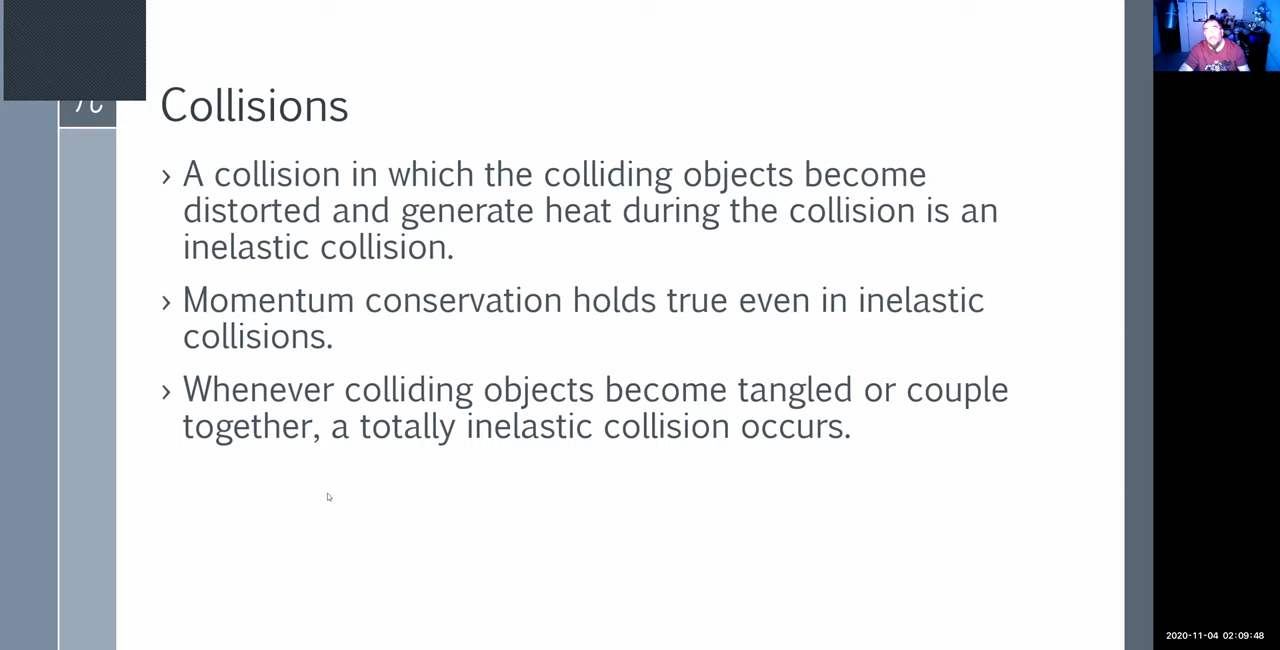 Collisions
› A collision in which the colliding objects become
distorted and generate heat during the collision is an
inelastic collision.
› Momentum conservation holds true even in inelastic
collisions.
› Whenever colliding objects become tangled or couple
together, a totally inelastic collision occurs.
2020-11-04 02:09:48